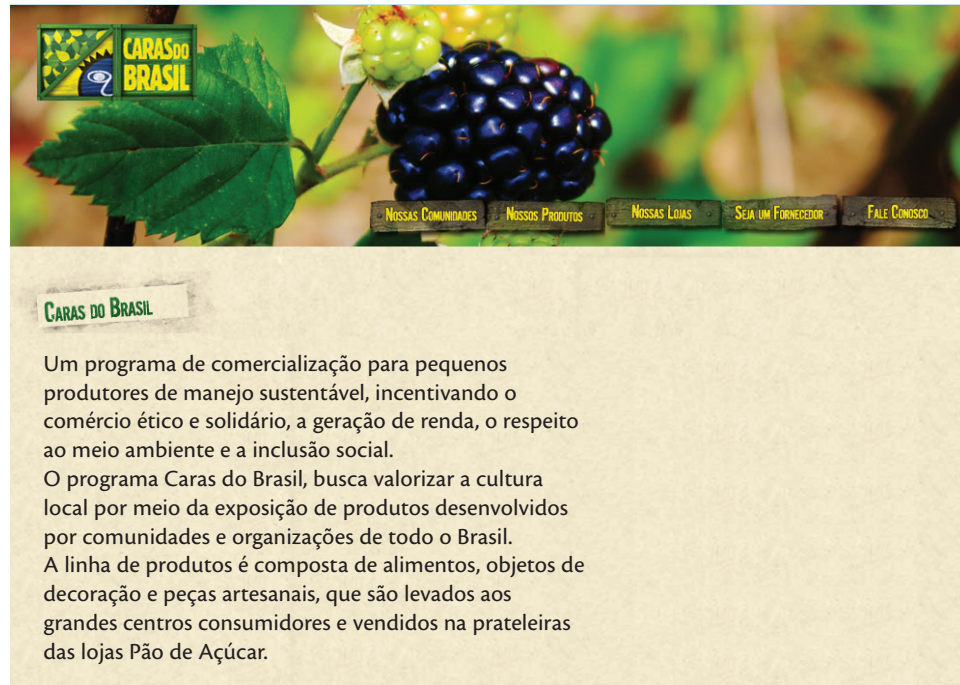 CARAS DO
BRASIL
NOSSAS COMUNIDADES
NOSSOS PRODUTOS
NOSSAS LOJAS
SEJA UM FORNECEDOR
FALE CONOSCO
CARAS DO BRASIL
Um programa de comercialização para pequenos
produtores de manejo sustentável, incentivando o
comércio ético e solidário, a geração de renda, o respeito
ao meio ambiente e a inclusão social.
O programa Caras do Brasil, busca valorizar a cultura
local por meio da exposição de produtos desenvolvidos
por comunidades e organizações de todo o Brasil.
A linha de produtos é composta de alimentos, objetos de
decoração e peças artesanais, que são levados aos
grandes centros consumidores e vendidos na prateleiras
das lojas Pão de Açúcar.